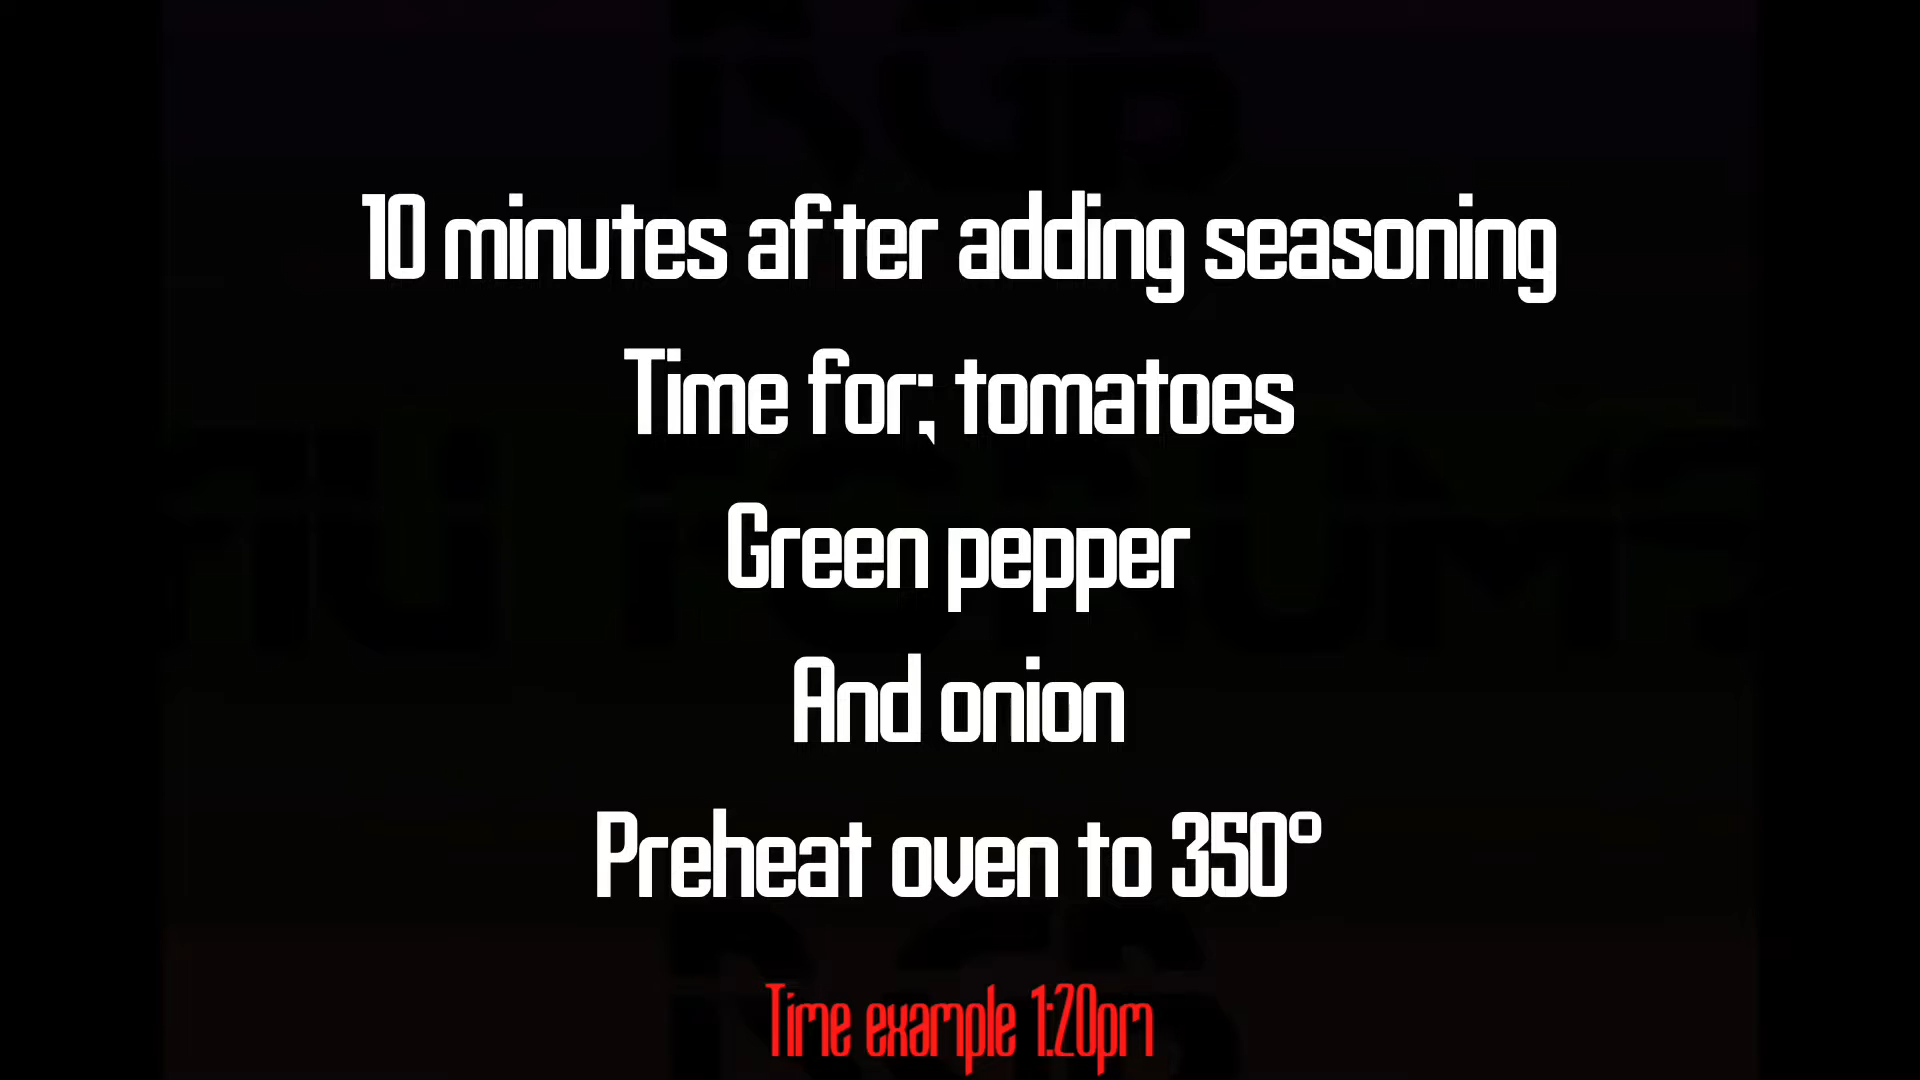 10 minutes after adding seasoning
Time for; tomatoes
Green pepper
And onion
Preheat oven to 350°
Time example 1:20pm